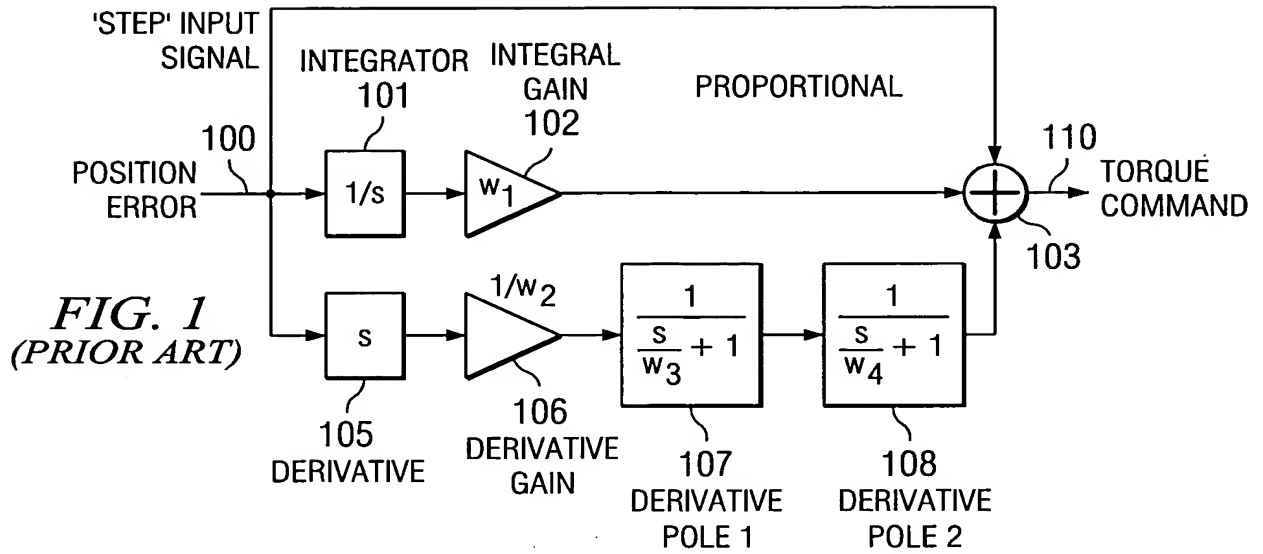 'STEP' INPUT
SIGNAL
INTEGRATOR
101
INTEGRAL
GAIN
102
PROPORTIONAL
100
POSITION
ERROR
1/s
w1
110
TORQUE
COMMAND
103
FIG. 1
(PRIOR ART)
s
1/w2
1
s
w3
+ 1
1
s
w4
+ 1
105
DERIVATIVE
106
DERIVATIVE
GAIN
107
DERIVATIVE
POLE 1
108
DERIVATIVE
POLE 2